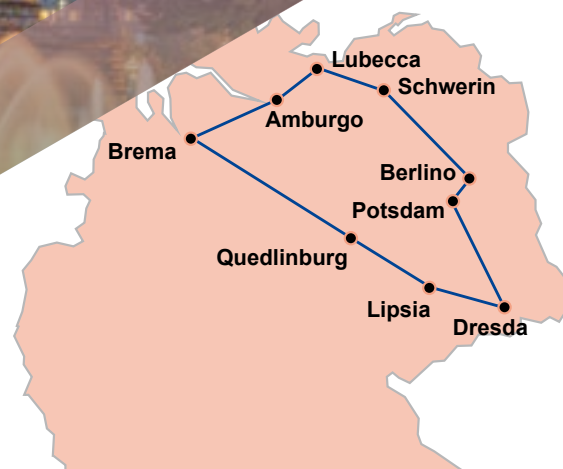 Lubecca
Schwerin
Amburgo
Brema
Berlino
Potsdam
Quedlinburg
Lipsia
Dresda